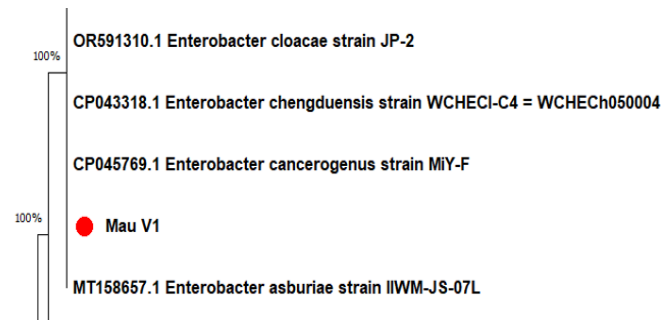 OR591310.1 Enterobacter cloacae strain JP-2
100%
CP043318.1 Enterobacter chengduensis strain WCHECl-C4 = WCHECh050004
CP045769.1 Enterobacter cancerogenus strain MiY-F
100%
Mau V1
MT158657.1 Enterobacter asburiae strain IIWM-JS-07L